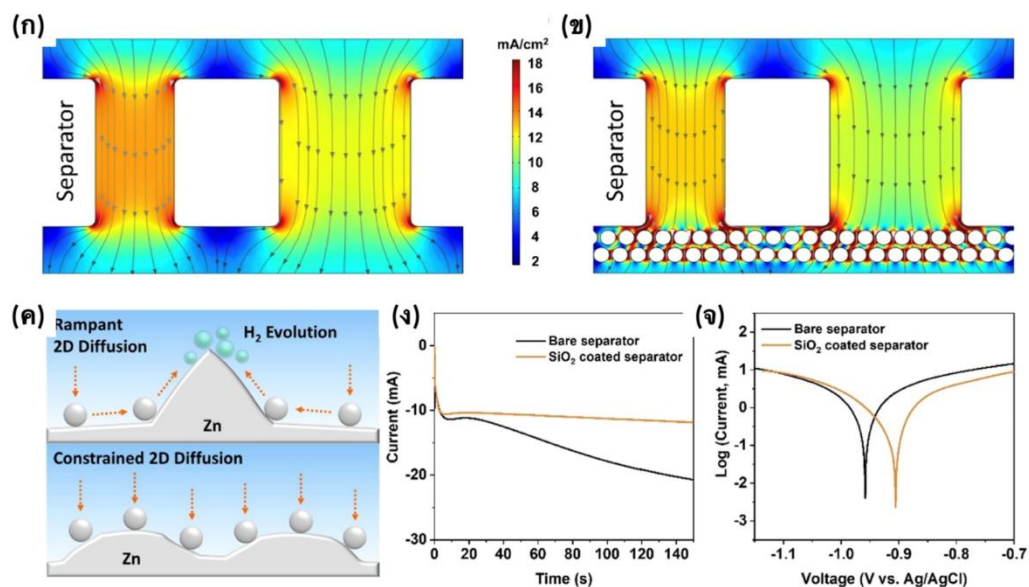 (ก)
Separator
mA/cm²
18
16
14
12
10
8
6
4
2
(ข)
Separator
(ค)
Rampant
2D Diffusion
H₂ Evolution
Zn
Constrained 2D Diffusion
Zn
(ง)
Bare separator
SiO₂ coated separator
Current (mA)
0
-10
-20
-30
0 20 40 60 80 100 120 140
Time (s)
(จ)
Bare separator
SiO₂ coated separator
Log (Current, mA)
2
1
0
-1
-2
-3
-1.1 -1.0 -0.9 -0.8 -0.7
Voltage (V vs. Ag/AgCl)